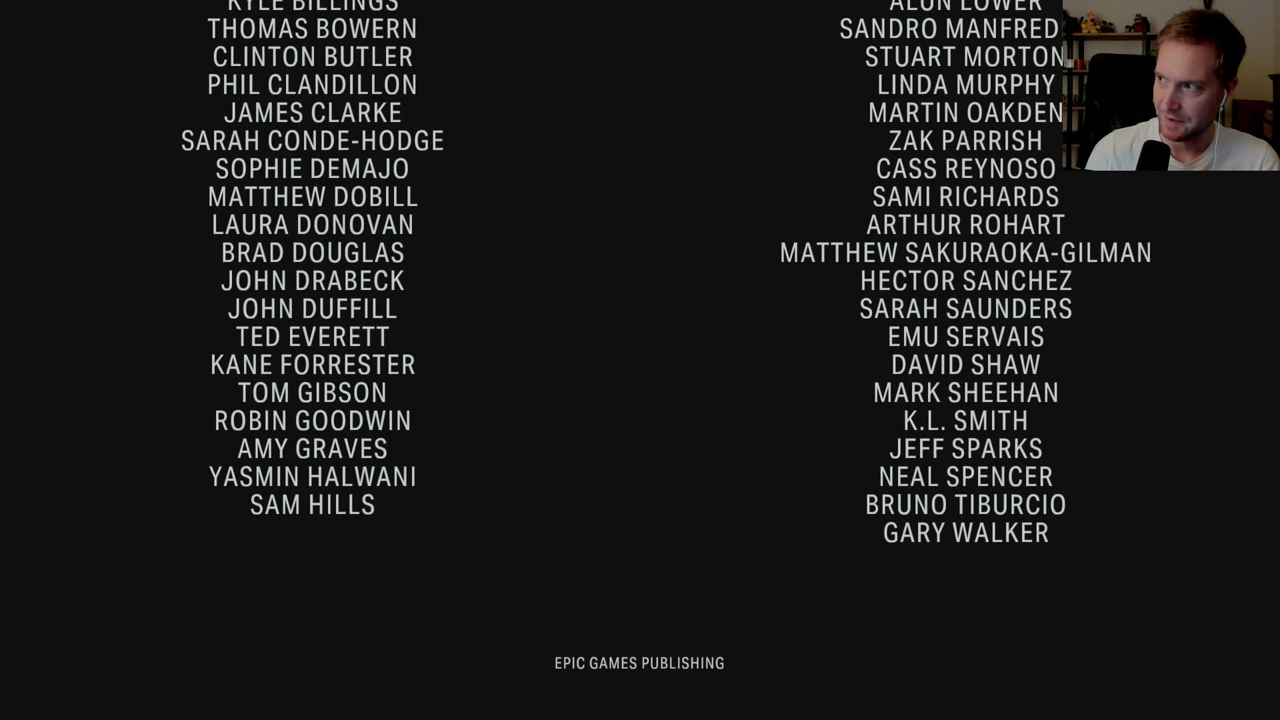 KYLE BILLINGS
THOMAS BOWERN
CLINTON BUTLER
PHIL CLANDILLON
JAMES CLARKE
SARAH CONDE-HODGE
SOPHIE DEMAJO
MATTHEW DOBILL
LAURA DONOVAN
BRAD DOUGLAS
JOHN DRABECK
JOHN DUFFILL
TED EVERETT
KANE FORRESTER
TOM GIBSON
ROBIN GOODWIN
AMY GRAVES
YASMIN HALWANI
SAM HILLS
ALUN LOWER
SANDRO MANFRED
STUART MORTON
LINDA MURPHY
MARTIN OAKDEN
ZAK PARRISH
CASS REYNOSO
SAMI RICHARDS
ARTHUR ROHART
MATTHEW SAKURAOKA-GILMAN
HECTOR SANCHEZ
SARAH SAUNDERS
EMU SERVAIS
DAVID SHAW
MARK SHEEHAN
K.L. SMITH
JEFF SPARKS
NEAL SPENCER
BRUNO TIBURCIO
GARY WALKER
EPIC GAMES PUBLISHING